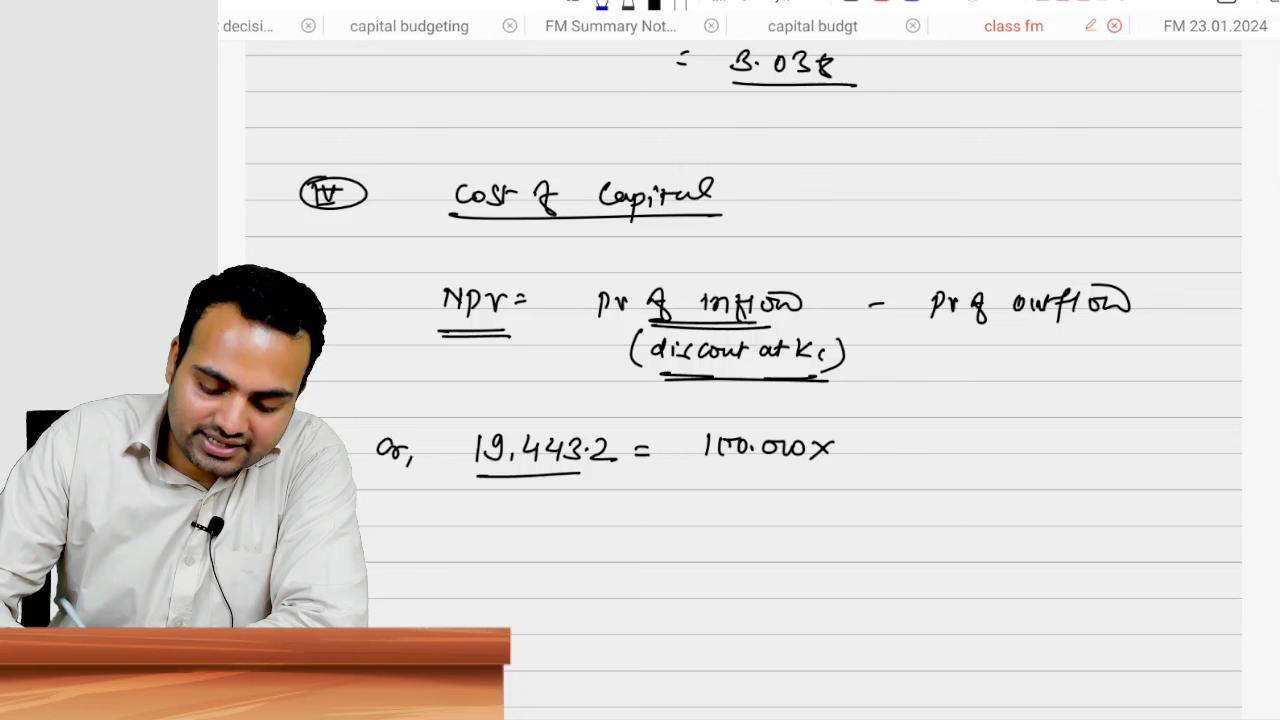 t decisi... capital budgeting FM Summary Not... capital budgt class fm FM 23.01.2024
= 3.038
IV Cost of Capital
NPV = PV of inflow - PV of outflow
(discout at Kc)
Or, 19,443.2 = 100.000x